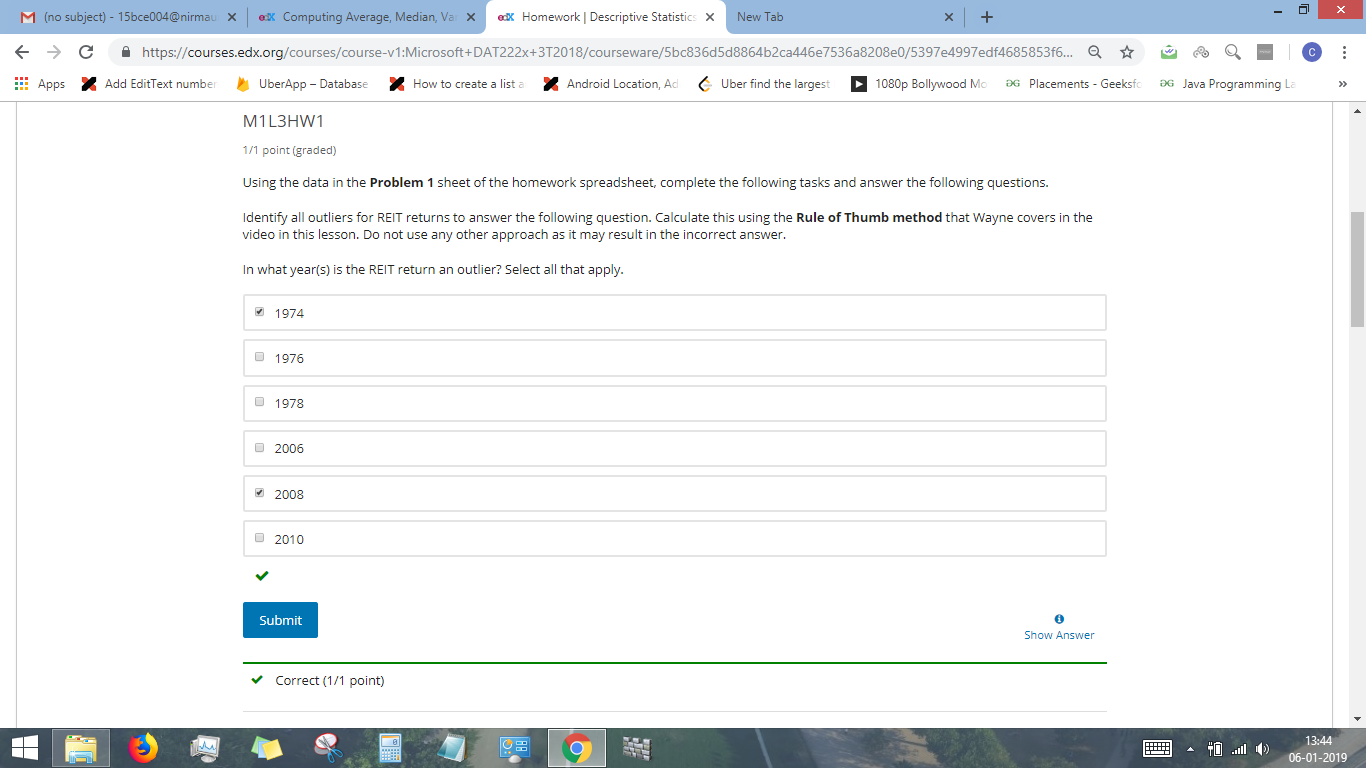 (no subject) - 15bce004@nirmau
Computing Average, Median, Va
Homework | Descriptive Statistics
New Tab
https://courses.edx.org/courses/course-v1:Microsoft+DAT222x+3T2018/courseware/5bc836d5d8864b2ca446e7536a8208e0/5397e4997edf4685853f6...
C
Apps
Add EditText number
UberApp – Database
How to create a list a
Android Location, Ad
Uber find the largest
1080p Bollywood Mo
Placements - Geeksfo
Java Programming La
»
M1L3HW1
1/1 point (graded)
Using the data in the Problem 1 sheet of the homework spreadsheet, complete the following tasks and answer the following questions.
Identify all outliers for REIT returns to answer the following question. Calculate this using the Rule of Thumb method that Wayne covers in the
video in this lesson. Do not use any other approach as it may result in the incorrect answer.
In what year(s) is the REIT return an outlier? Select all that apply.
1974
1976
1978
2006
2008
2010
Submit
Show Answer
Correct (1/1 point)
13:44
06-01-2019